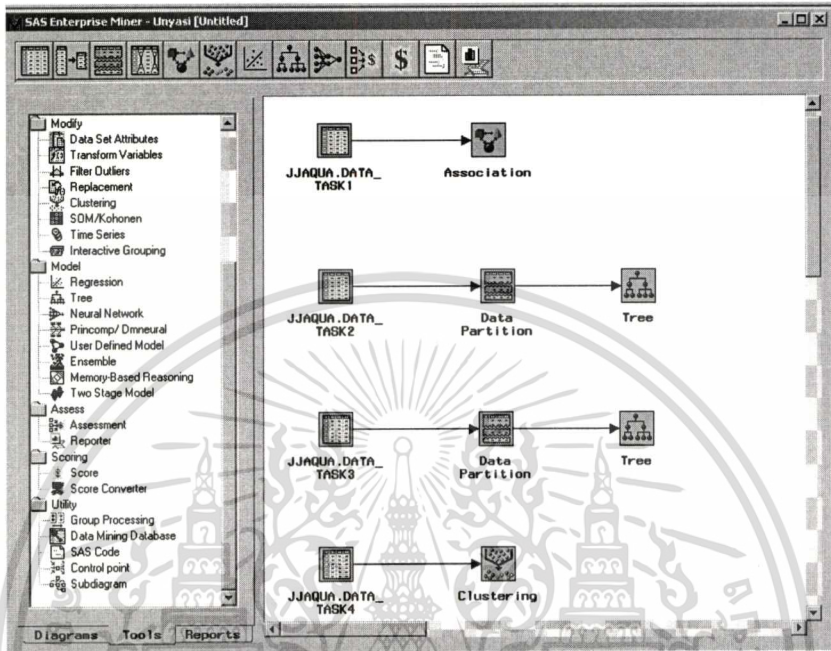 SAS Enterprise Miner - Unyasi [Untitled]
Modify
Data Set Attributes
Transform Variables
Filter Outliers
Replacement
Clustering
SOM/Kohonen
Time Series
Interactive Grouping
Model
Regression
Tree
Neural Network
Princomp/ Dmneural
User Defined Model
Ensemble
Memory-Based Reasoning
Two Stage Model
Assess
Assessment
Reporter
Scoring
Score
Score Converter
Utility
Group Processing
Data Mining Database
SAS Code
Control point
Subdiagram
Diagrams Tools Reports
JJAQUA.DATA_
TASK1
Association
JJAQUA.DATA_
TASK2
Data
Partition
Tree
JJAQUA.DATA_
TASK3
Data
Partition
Tree
JJAQUA.DATA_
TASK4
Clustering